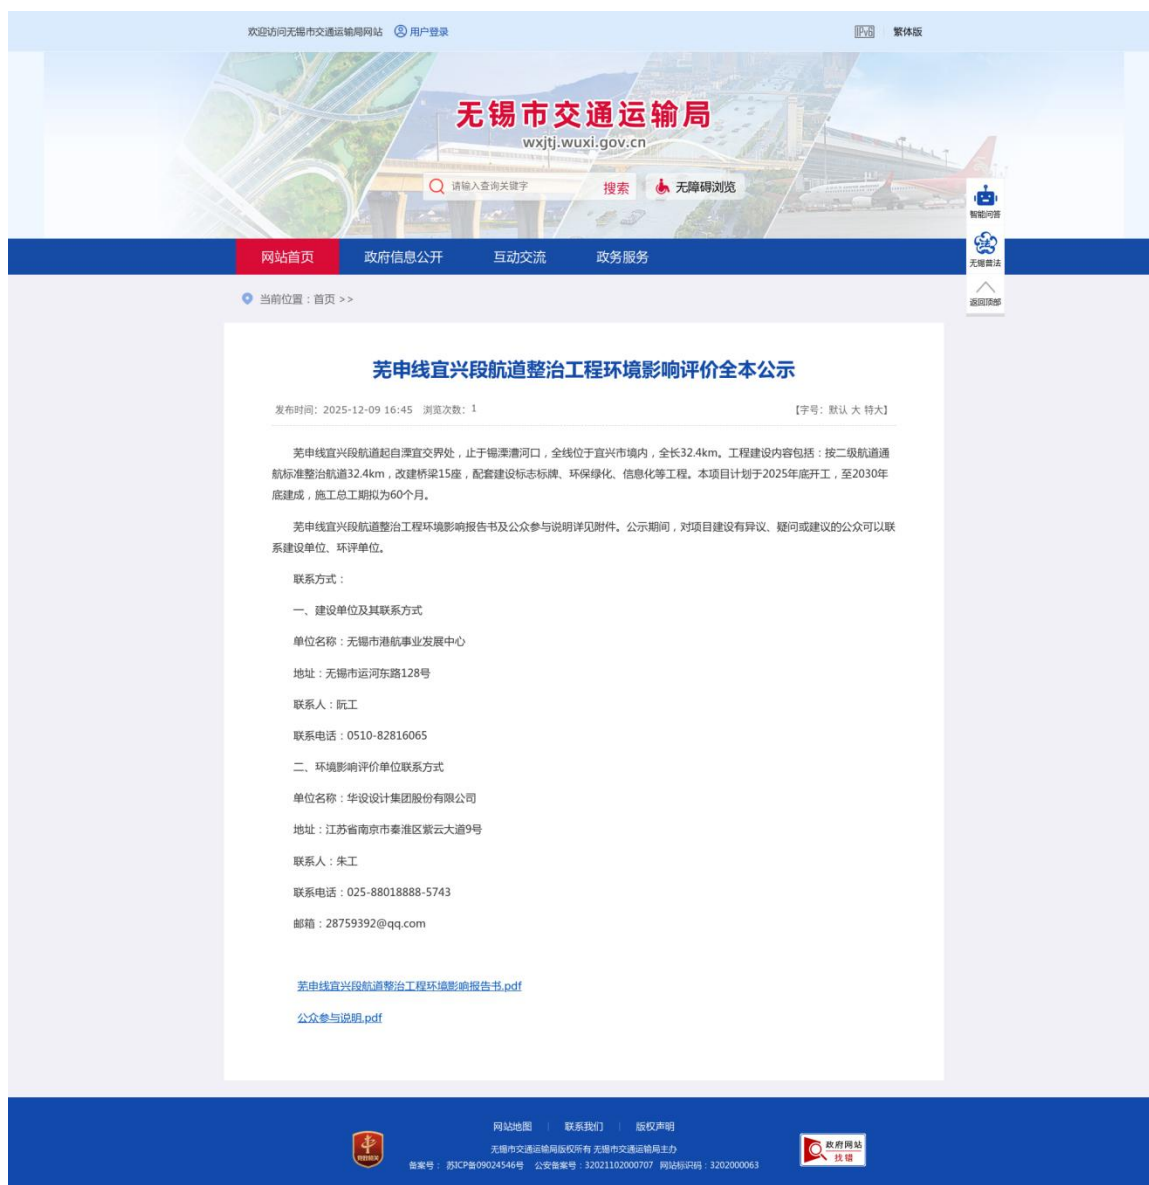 欢迎访问无锡市交通运输局网站 用户登录 IPv6 繁体版
无锡市交通运输局
wxjtj.wuxi.gov.cn
请输入查询关键字 搜索 无障碍浏览
智能问答
无锡普法
返回顶部
网站首页 政府信息公开 互动交流 政务服务
当前位置：首页 >>
芜申线宜兴段航道整治工程环境影响评价全本公示
发布时间：2025-12-09 16:45 浏览次数：1 【字号：默认 大 特大】
芜申线宜兴段航道起自溧宜交界处，止于锡溧漕河口，全线位于宜兴市境内，全长32.4km。工程建设内容包括：按二级航道通
航标准整治航道32.4km，改建桥梁15座，配套建设标志标牌、环保绿化、信息化等工程。本项目计划于2025年底开工，至2030年
底建成，施工总工期拟为60个月。
芜申线宜兴段航道整治工程环境影响报告书及公众参与说明详见附件。公示期间，对项目建设有异议、疑问或建议的公众可以联
系建设单位、环评单位。
联系方式：
一、建设单位及其联系方式
单位名称：无锡市港航事业发展中心
地址：无锡市运河东路128号
联系人：阮工
联系电话：0510-82816065
二、环境影响评价单位联系方式
单位名称：华设设计集团股份有限公司
地址：江苏省南京市秦淮区紫云大道9号
联系人：朱工
联系电话：025-88018888-5743
邮箱：28759392@qq.com
芜申线宜兴段航道整治工程环境影响报告书.pdf
公众参与说明.pdf
网站地图 | 联系我们 | 版权声明
无锡市交通运输局版权所有 无锡市交通运输局主办
备案号： 苏ICP备09024546号 公安备案号：32021102000707 网站标识码：3202000063
党政机关
政府网站
找错